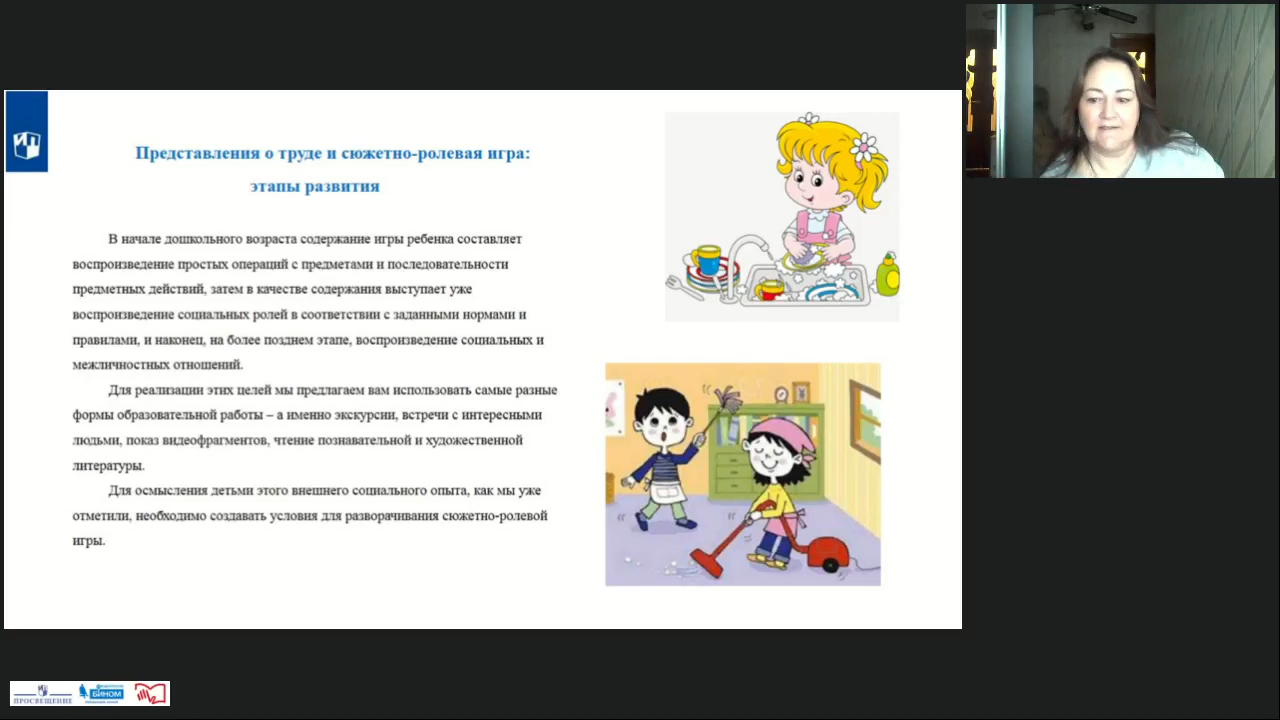 Представления о труде и сюжетно-ролевая игра:
этапы развития
В начале дошкольного возраста содержание игры ребенка составляет
воспроизведение простых операций с предметами и последовательности
предметных действий, затем в качестве содержания выступает уже
воспроизведение социальных ролей в соответствии с заданными нормами и
правилами, и наконец, на более позднем этапе, воспроизведение социальных и
межличностных отношений.
Для реализации этих целей мы предлагаем вам использовать самые разные
формы образовательной работы – а именно экскурсии, встречи с интересными
людьми, показ видеофрагментов, чтение познавательной и художественной
литературы.
Для осмысления детьми этого внешнего социального опыта, как мы уже
отметили, необходимо создавать условия для разворачивания сюжетно-ролевой
игры.
ПРОСВЕЩЕНИЕ
БИНОМ